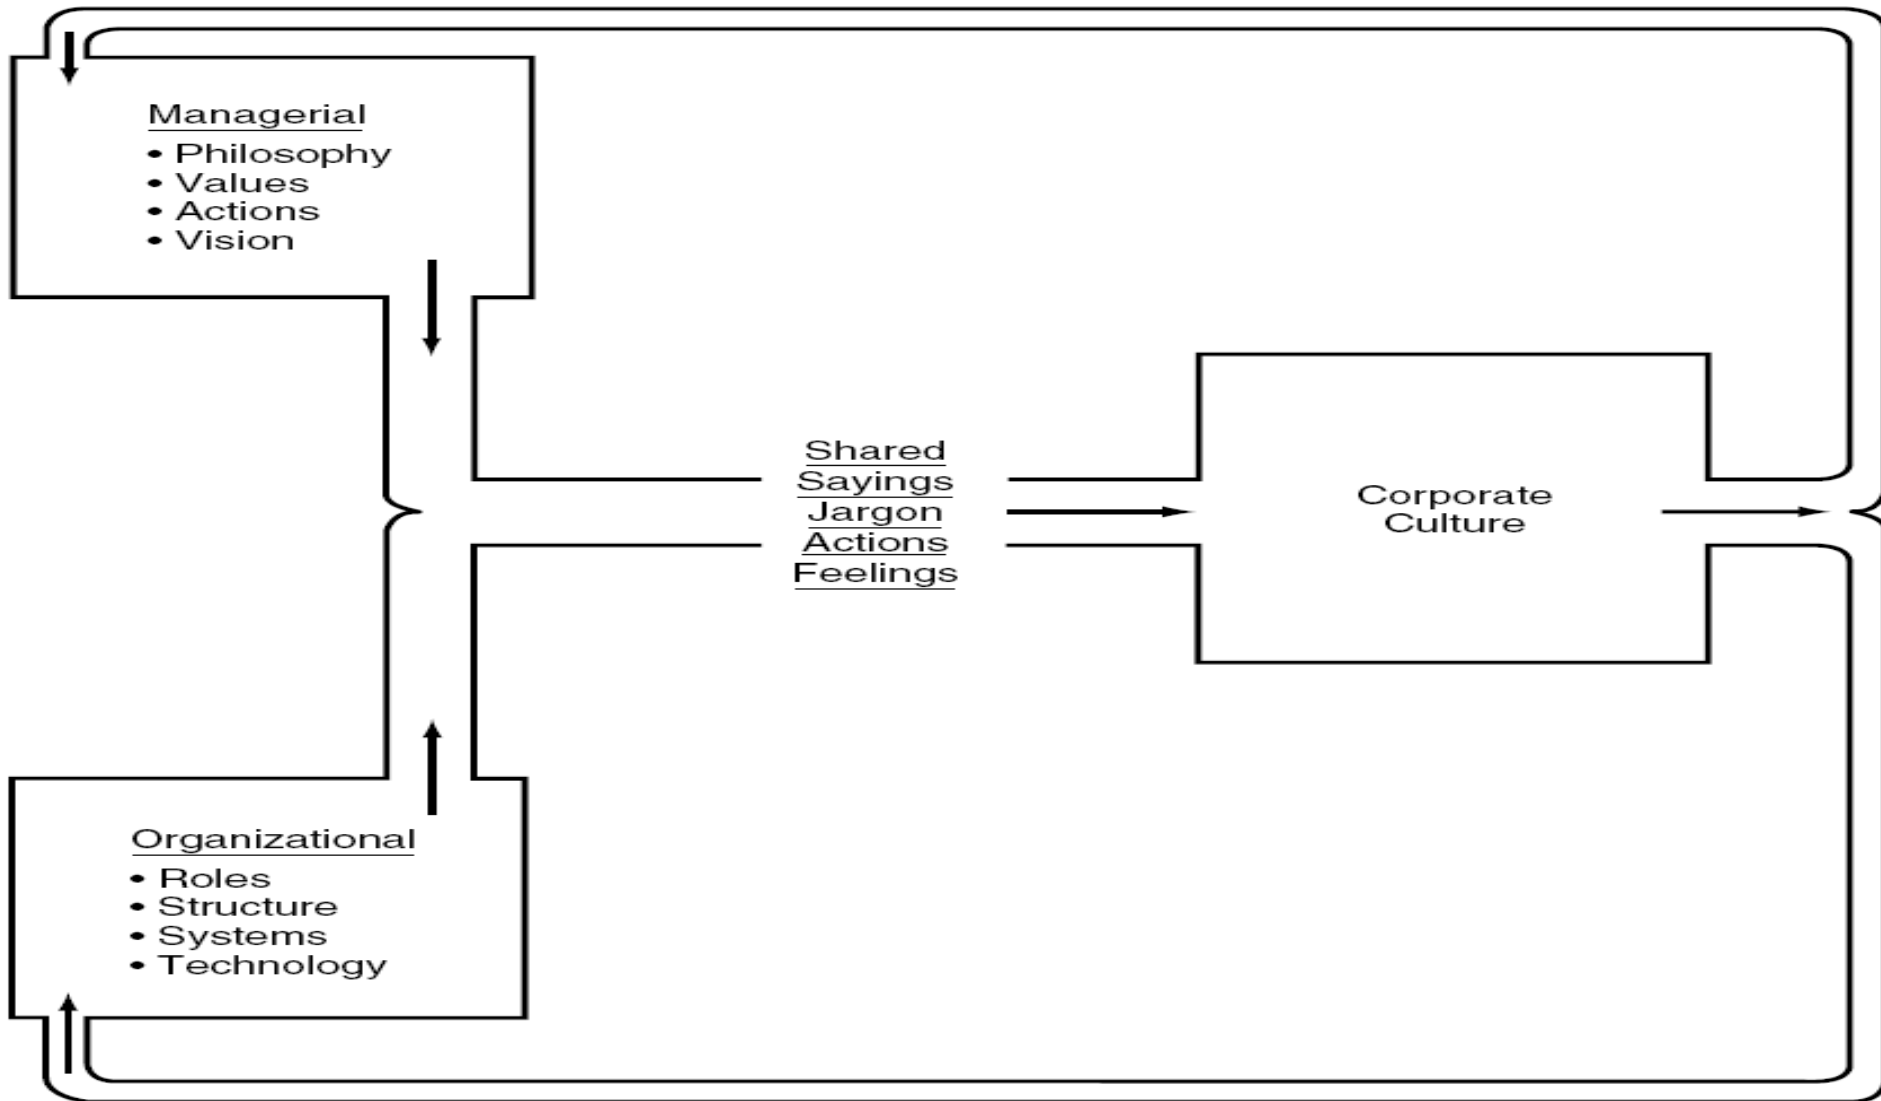 Managerial
• Philosophy
• Values
• Actions
• Vision
Shared
Sayings
Jargon
Actions
Feelings
Corporate
Culture
Organizational
• Roles
• Structure
• Systems
• Technology